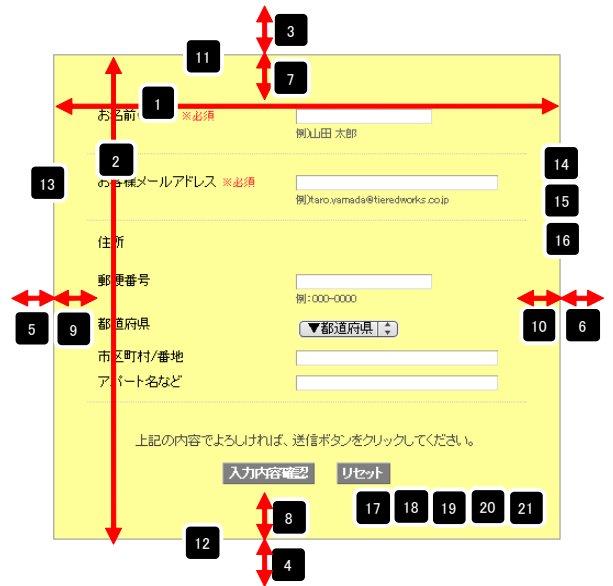 3
11
7
1
お名前 ※必須
例)山田 太郎
2
14
13
お客様メールアドレス ※必須
15
例)taro.yamada@tieredworks.co.jp
16
住所
郵便番号
例：000-0000
5
9
都道府県
▼都道府県
10
6
市区町村/番地
アパート名など
上記の内容でよろしければ、送信ボタンをクリックしてください。
入力内容確認 リセット
8
17 18 19 20 21
12
4